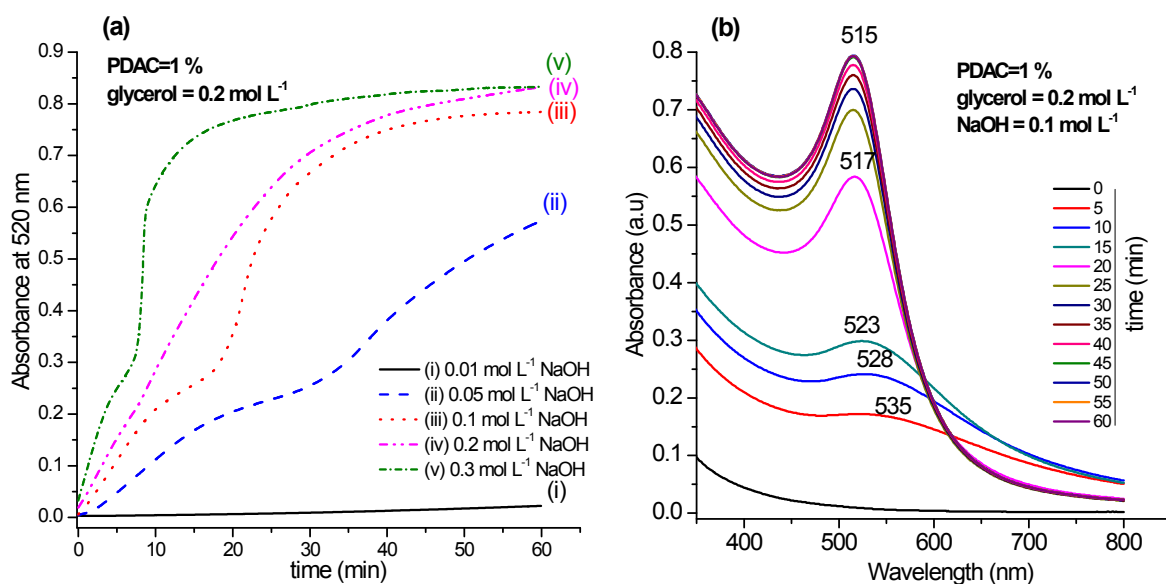 (a)
PDAC=1 %
glycerol = 0.2 mol L⁻¹
(v)
(iv)
(iii)
(ii)
(i) 0.01 mol L⁻¹ NaOH
(ii) 0.05 mol L⁻¹ NaOH
(iii) 0.1 mol L⁻¹ NaOH
(iv) 0.2 mol L⁻¹ NaOH
(v) 0.3 mol L⁻¹ NaOH
(i)
Absorbance at 520 nm
0.9
0.8
0.7
0.6
0.5
0.4
0.3
0.2
0.1
0.0
0 10 20 30 40 50 60
time (min)
(b)
515
PDAC=1 %
glycerol = 0.2 mol L⁻¹
NaOH = 0.1 mol L⁻¹
517
523
528
535
0
5
10
15
20
25
30
35
40
45
50
55
60
time (min)
Absorbance (a.u)
0.8
0.7
0.6
0.5
0.4
0.3
0.2
0.1
0.0
400 500 600 700 800
Wavelength (nm)